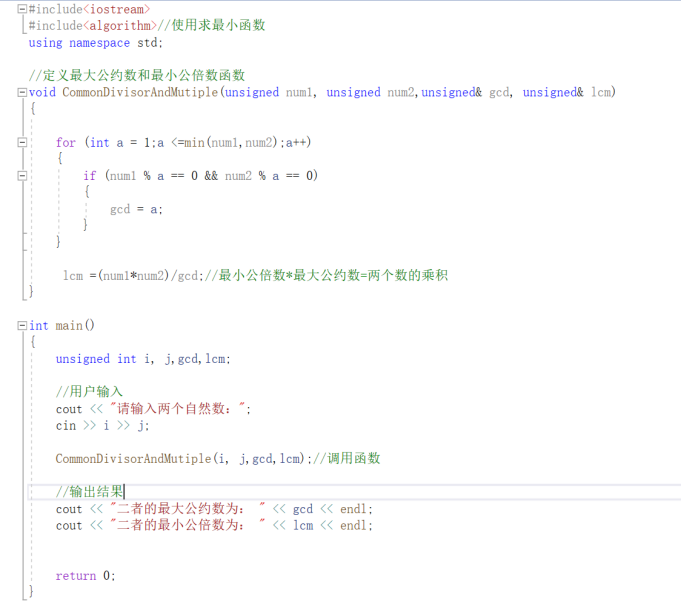 #include<iostream>
#include<algorithm>//使用求最小函数
using namespace std;
//定义最大公约数和最小公倍数函数
void CommonDivisorAndMutiple(unsigned num1, unsigned num2,unsigned& gcd, unsigned& lcm)
{
for (int a = 1;a <=min(num1,num2);a++)
{
if (num1 % a == 0 && num2 % a == 0)
{
gcd = a;
}
}
lcm =(num1*num2)/gcd;//最小公倍数*最大公约数=两个数的乘积
}
int main()
{
unsigned int i, j,gcd,lcm;
//用户输入
cout << "请输入两个自然数：";
cin >> i >> j;
CommonDivisorAndMutiple(i, j,gcd,lcm);//调用函数
//输出结果
cout << "二者的最大公约数为： " << gcd << endl;
cout << "二者的最小公倍数为： " << lcm << endl;
return 0;
}